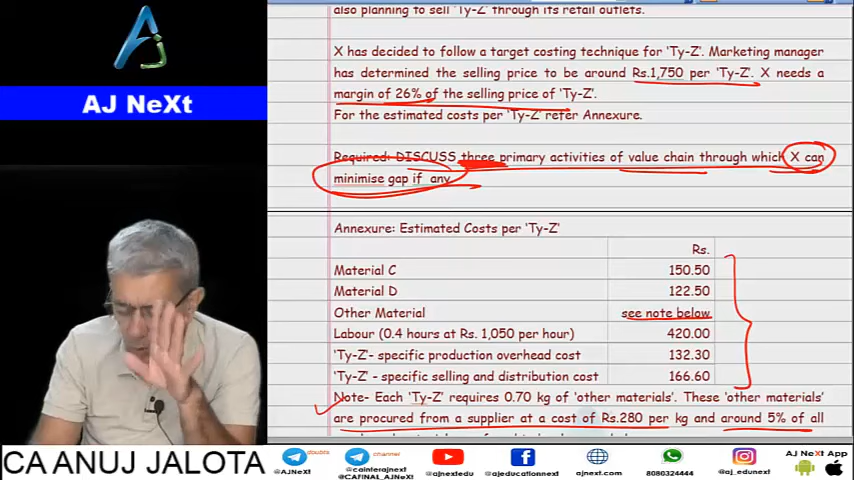 also planning to sell 'Ty-Z' through its retail outlets.
X has decided to follow a target costing technique for 'Ty-Z'. Marketing manager
has determined the selling price to be around Rs.1,750 per 'Ty-Z'. X needs a
margin of 26% of the selling price of 'Ty-Z'.
For the estimated costs per 'Ty-Z' refer Annexure.
Required: DISCUSS three primary activities of value chain through which X can
minimise gap if any
Annexure: Estimated Costs per 'Ty-Z'
Rs.
Material C 150.50
Material D 122.50
Other Material see note below
Labour (0.4 hours at Rs. 1,050 per hour) 420.00
'Ty-Z'- specific production overhead cost 132.30
'Ty-Z' - specific selling and distribution cost 166.60
Note- Each 'Ty-Z' requires 0.70 kg of 'other materials'. These 'other materials'
are procured from a supplier at a cost of Rs.280 per kg and around 5% of all
AJ NeXt
CA ANUJ JALOTA
doubts
@AJNeXt
channel
@cainterajnext
@CAFINAL_AJNEXT
@ajnextedu
@ajeducationnext
ajnext.com
8080243344
@aj_edunext
AJ NeXt App